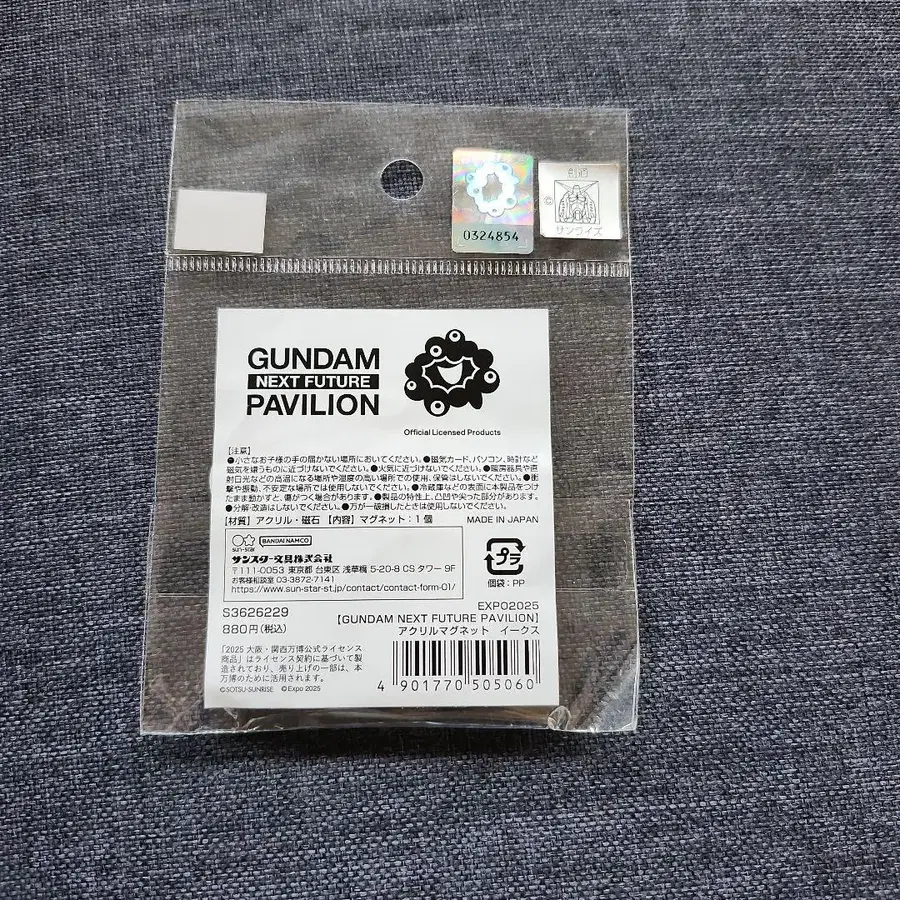 0324854
創通
©
サンライズ
GUNDAM
NEXT FUTURE
PAVILION
Official Licensed Products
【注意】
●小さなお子様の手の届かない場所においてください。●磁気カード、パソコン、時計など
磁気を嫌うものに近づけないでください。●火気に近づけないでください。●暖房器具や直
射日光などの高温になる場所や湿度の高い場所での使用、保管はしないでください。●衝
撃や振動、不安定な場所では使用しないでください。●冷蔵庫などの表面に本製品をつけ
たまま動かすと、傷がつく場合があります。●製品の特性上、凸凹や尖った部分があります。
●分解・改造はしないでください。●万が一破損したときは使用しないでください。
【材質】アクリル・磁石【内容】マグネット：1個 MADE IN JAPAN
sun-star BANDAI NAMCO
サンスター文具株式会社
〒111-0053 東京都 台東区 浅草橋 5-20-8 CS タワー 9F
お客様相談室 03-3872-7141
https://www.sun-star-st.jp/contact/contact-form-01/
プラ
個袋：PP
S3626229
880円(税込)
EXPO2025
【GUNDAM NEXT FUTURE PAVILION】
アクリルマグネット イークス
「2025 大阪・関西万博公式ライセンス
商品」はライセンス契約に基づいて製
造されており、売り上げの一部は、本
万博のために活用されます。
©SOTSU・SUNRISE ©Expo 2025
4 901770 505060